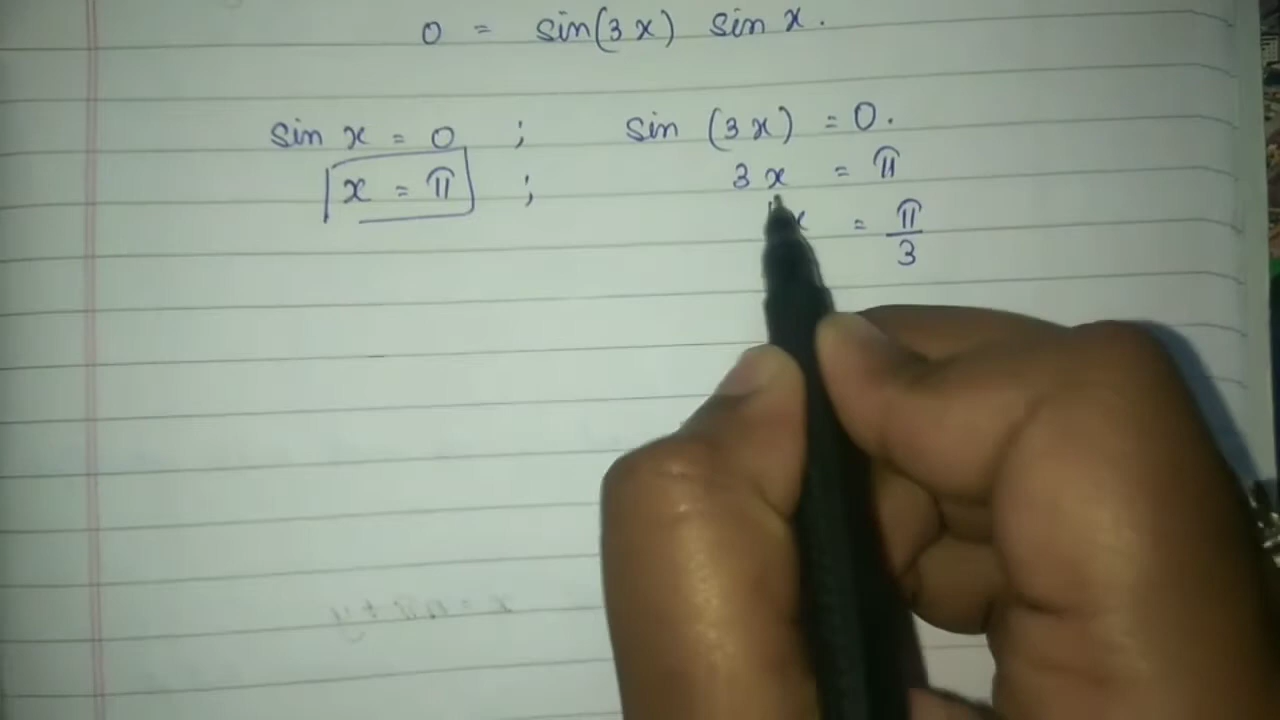 0 = sin(3x) sin x.
sin x = 0 ; sin (3x) = 0.
x = π ; 3x = π
x = π/3